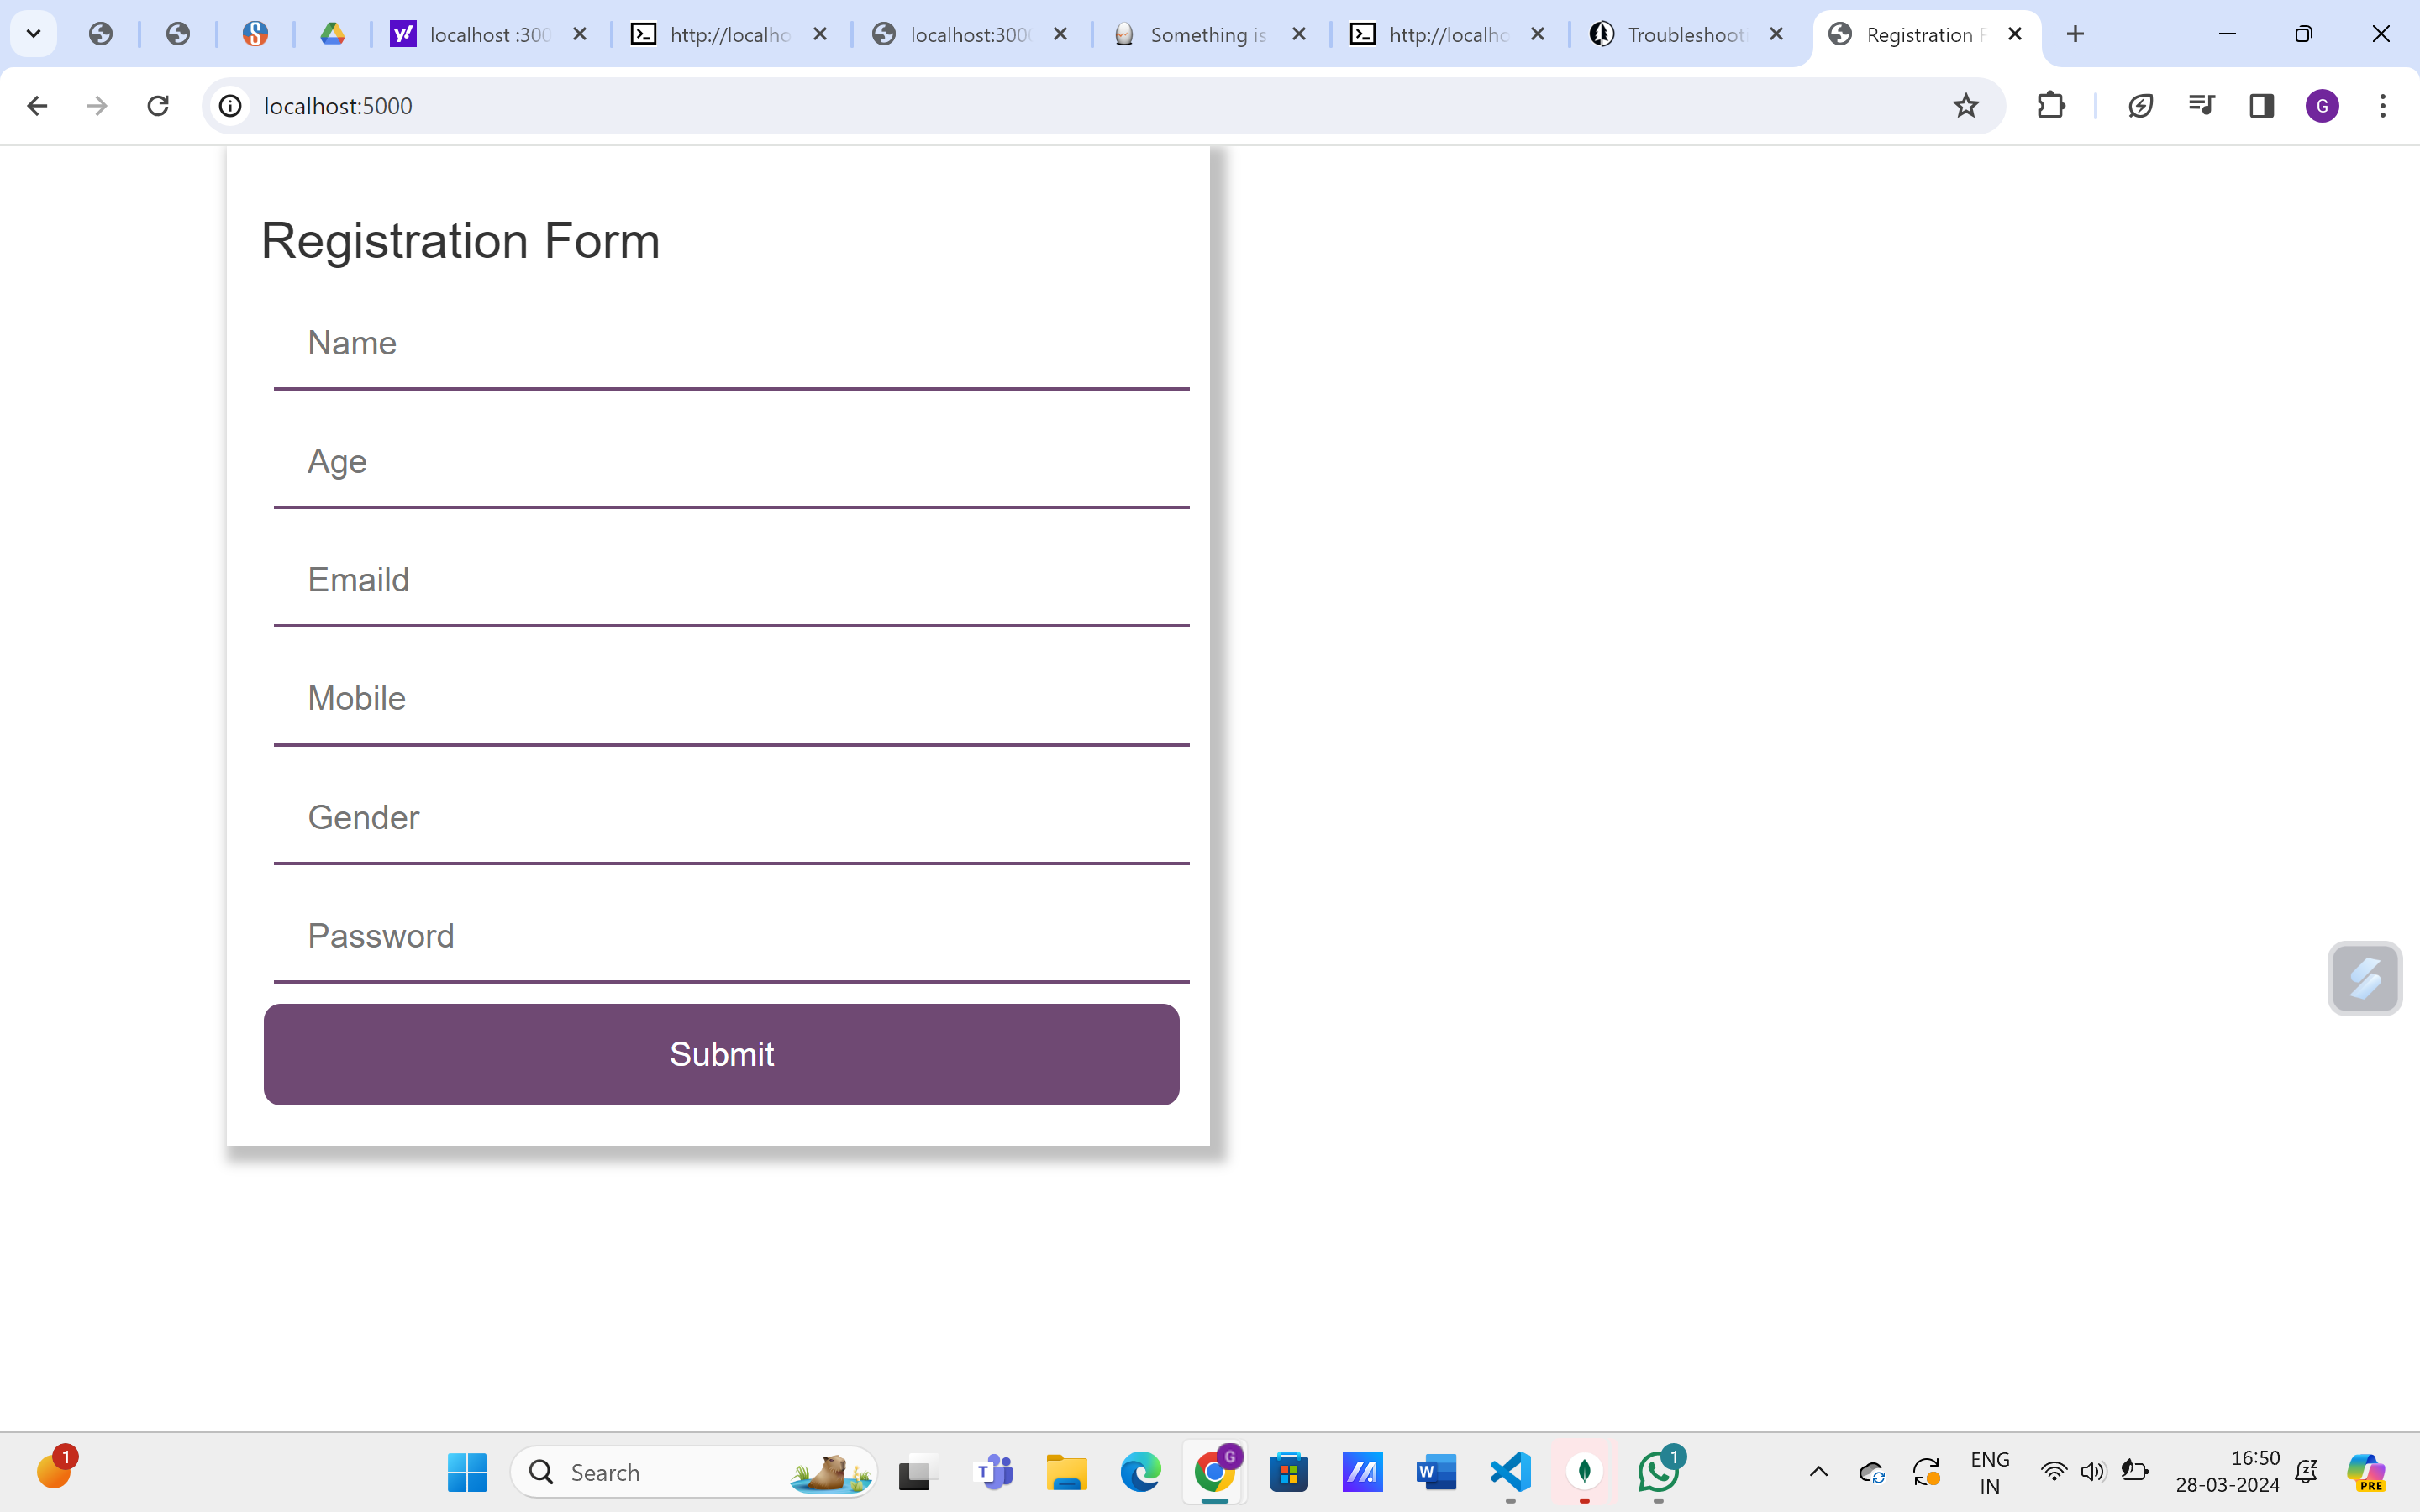 localhost :300
http://localho
localhost:300
Something is
http://localho
Troubleshoot
Registration F
localhost:5000
G
Registration Form
Name
Age
Emaild
Mobile
Gender
Password
Submit
1
Search
T
G
W
1
ENG
IN
16:50
28-03-2024
PRE